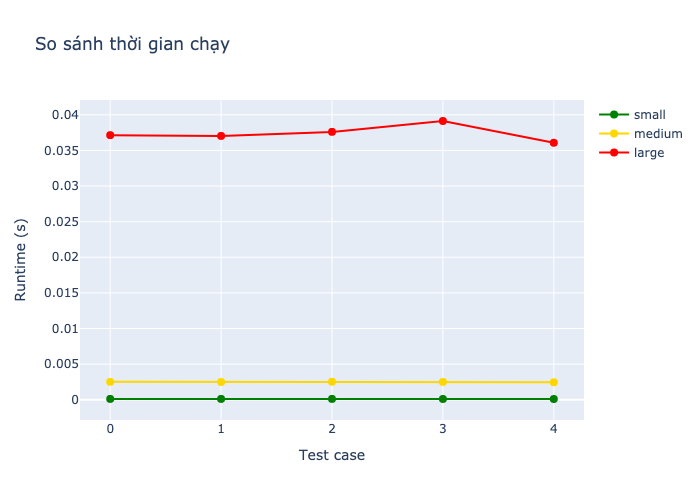 So sánh thời gian chạy
small
medium
large
0.04
0.035
0.03
0.025
0.02
0.015
0.01
0.005
0
Runtime (s)
0 1 2 3 4
Test case